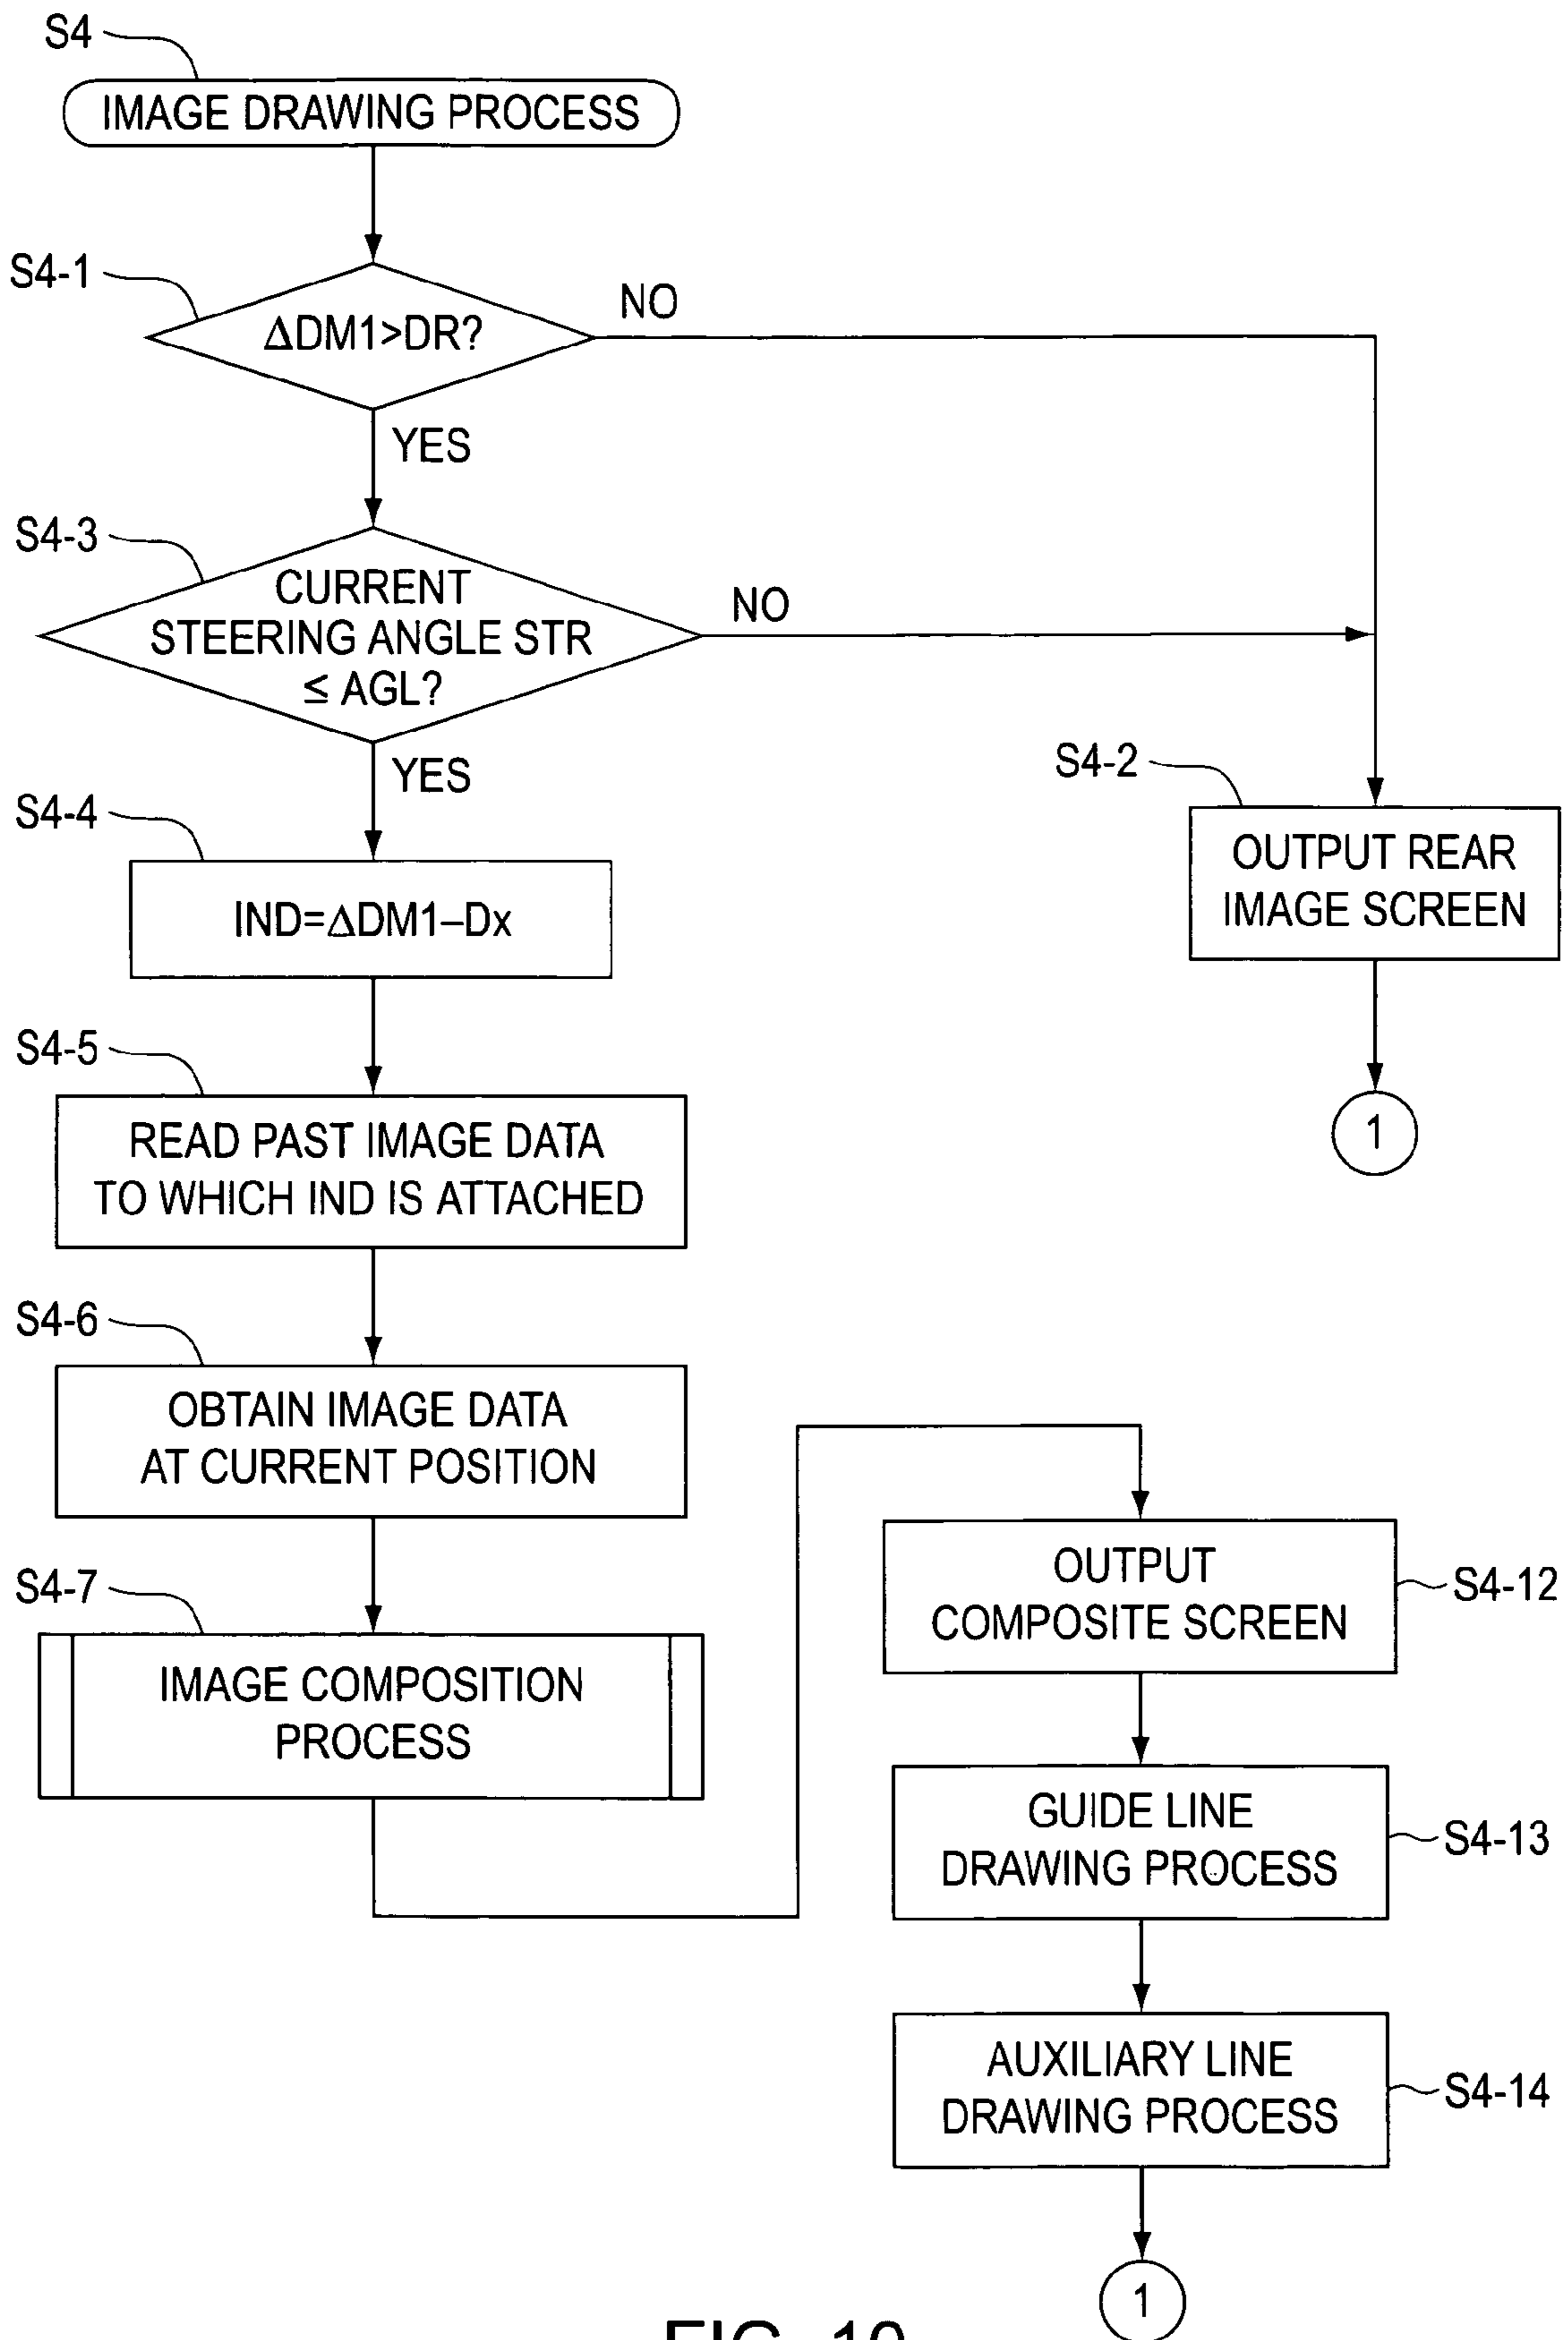 S4
IMAGE DRAWING PROCESS
S4-1
ΔDM1>DR?
NO
YES
S4-3
CURRENT
STEERING ANGLE STR
≤ AGL?
NO
YES
S4-2
OUTPUT REAR
IMAGE SCREEN
1
S4-4
IND=ΔDM1–Dx
S4-5
READ PAST IMAGE DATA
TO WHICH IND IS ATTACHED
S4-6
OBTAIN IMAGE DATA
AT CURRENT POSITION
S4-7
IMAGE COMPOSITION
PROCESS
OUTPUT
COMPOSITE SCREEN
S4-12
GUIDE LINE
DRAWING PROCESS
S4-13
AUXILIARY LINE
DRAWING PROCESS
S4-14
1
FIG.